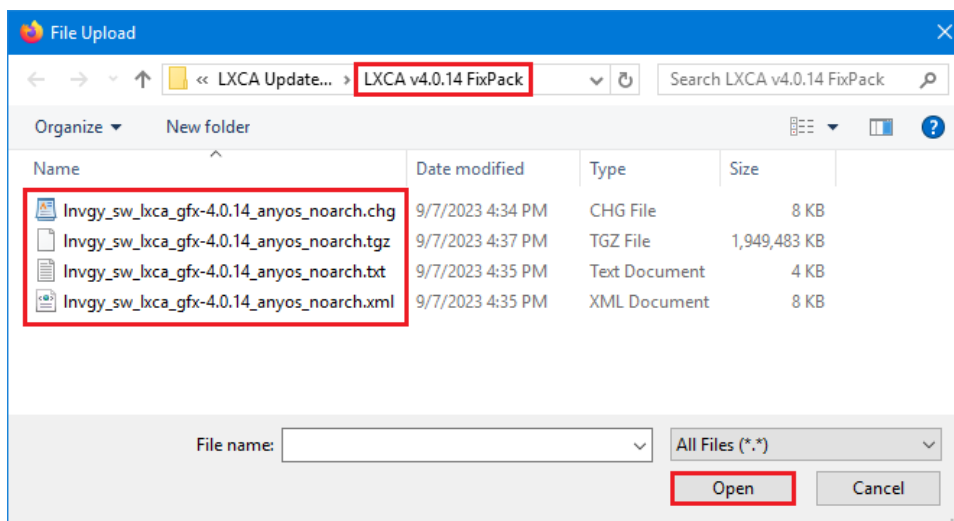 File Upload
« LXCA Update... › LXCA v4.0.14 FixPack
Search LXCA v4.0.14 FixPack
Organize
New folder
Name Date modified Type Size
lnvgy_sw_lxca_gfx-4.0.14_anyos_noarch.chg 9/7/2023 4:34 PM CHG File 8 KB
lnvgy_sw_lxca_gfx-4.0.14_anyos_noarch.tgz 9/7/2023 4:37 PM TGZ File 1,949,483 KB
lnvgy_sw_lxca_gfx-4.0.14_anyos_noarch.txt 9/7/2023 4:35 PM Text Document 4 KB
lnvgy_sw_lxca_gfx-4.0.14_anyos_noarch.xml 9/7/2023 4:35 PM XML Document 8 KB
File name:
All Files (*.*)
Open
Cancel